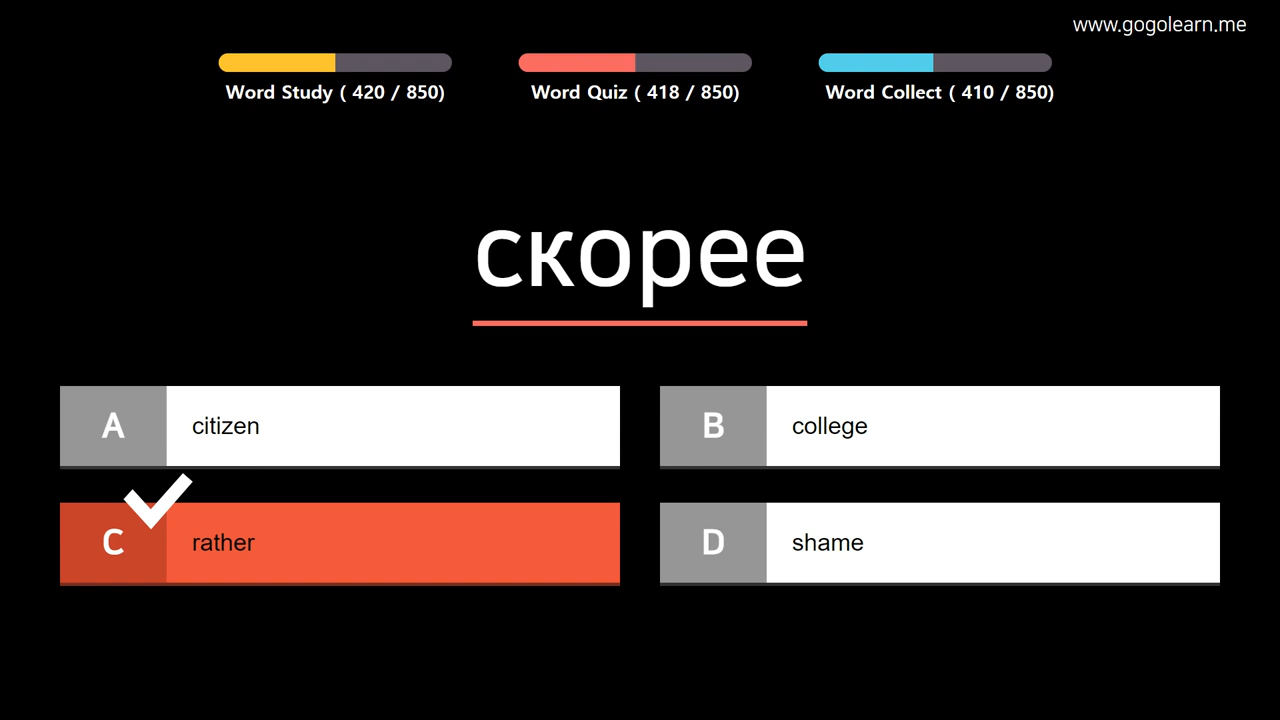 www.gogolearn.me
Word Study ( 420 / 850)
Word Quiz ( 418 / 850)
Word Collect ( 410 / 850)
скорее
A citizen
B college
C rather
D shame